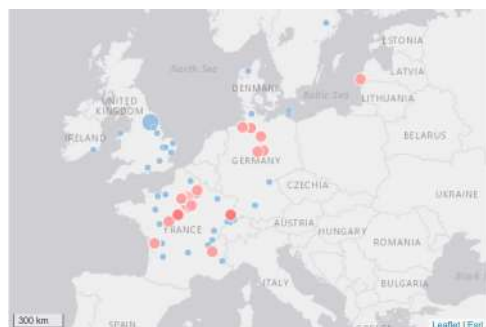 ESTONIA
North Sea
LATVIA
DENMARK
Baltic Sea
UNITED
KINGDOM
LITHUANIA
IRELAND
BELARUS
GERMANY
CZECHIA
UKRAINE
FRANCE
AUSTRIA
HUNGARY
ROMANIA
ITALY
BULGARIA
SPAIN
300 km
Leaflet | Esri